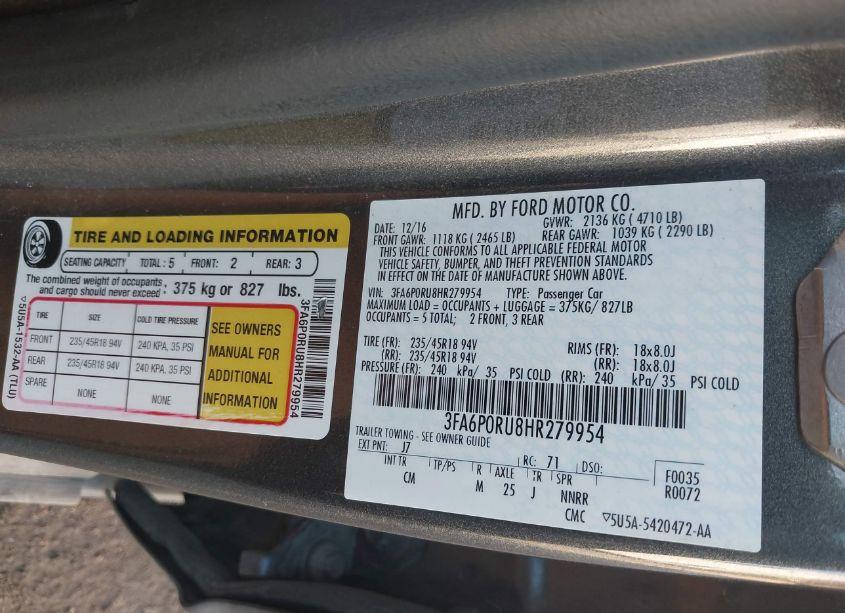 TIRE AND LOADING INFORMATION
SEATING CAPACITY TOTAL : 5 FRONT: 2 REAR: 3
The combined weight of occupants, and cargo should never exceed 375 kg or 827 lbs.
TIRE SIZE COLD TIRE PRESSURE
FRONT 235/45R18 94V 240 KPA, 35 PSI
REAR 235/45R18 94V 240 KPA, 35 PSI
SPARE NONE NONE
SEE OWNERS
MANUAL FOR
ADDITIONAL
INFORMATION
5U5A-1532-AA (TLU)
3FA6P0RU8HR279954
MFD. BY FORD MOTOR CO.
DATE: 12/16 GVWR: 2136 KG ( 4710 LB)
FRONT GAWR: 1118 KG ( 2465 LB) REAR GAWR: 1039 KG ( 2290 LB)
THIS VEHICLE CONFORMS TO ALL APPLICABLE FEDERAL MOTOR
VEHICLE SAFETY, BUMPER, AND THEFT PREVENTION STANDARDS
IN EFFECT ON THE DATE OF MANUFACTURE SHOWN ABOVE.
VIN: 3FA6P0RU8HR279954 TYPE: Passenger Car
MAXIMUM LOAD = OCCUPANTS + LUGGAGE = 375KG/ 827LB
OCCUPANTS = 5 TOTAL; 2 FRONT, 3 REAR
TIRE (FR): 235/45R18 94V RIMS (FR): 18x8.0J
(RR): 235/45R18 94V (RR): 18x8.0J
PRESSURE (FR): 240 kPa/ 35 PSI COLD (RR): 240 kPa/ 35 PSI COLD
3FA6P0RU8HR279954
TRAILER TOWING - SEE OWNER GUIDE
EXT PNT: J7 RC: 71 DSO: F0035
R0072
INT TR TP/PS R AXLE TR SPR
CM M 25 J NNRR
CMC 5U5A-5420472-AA